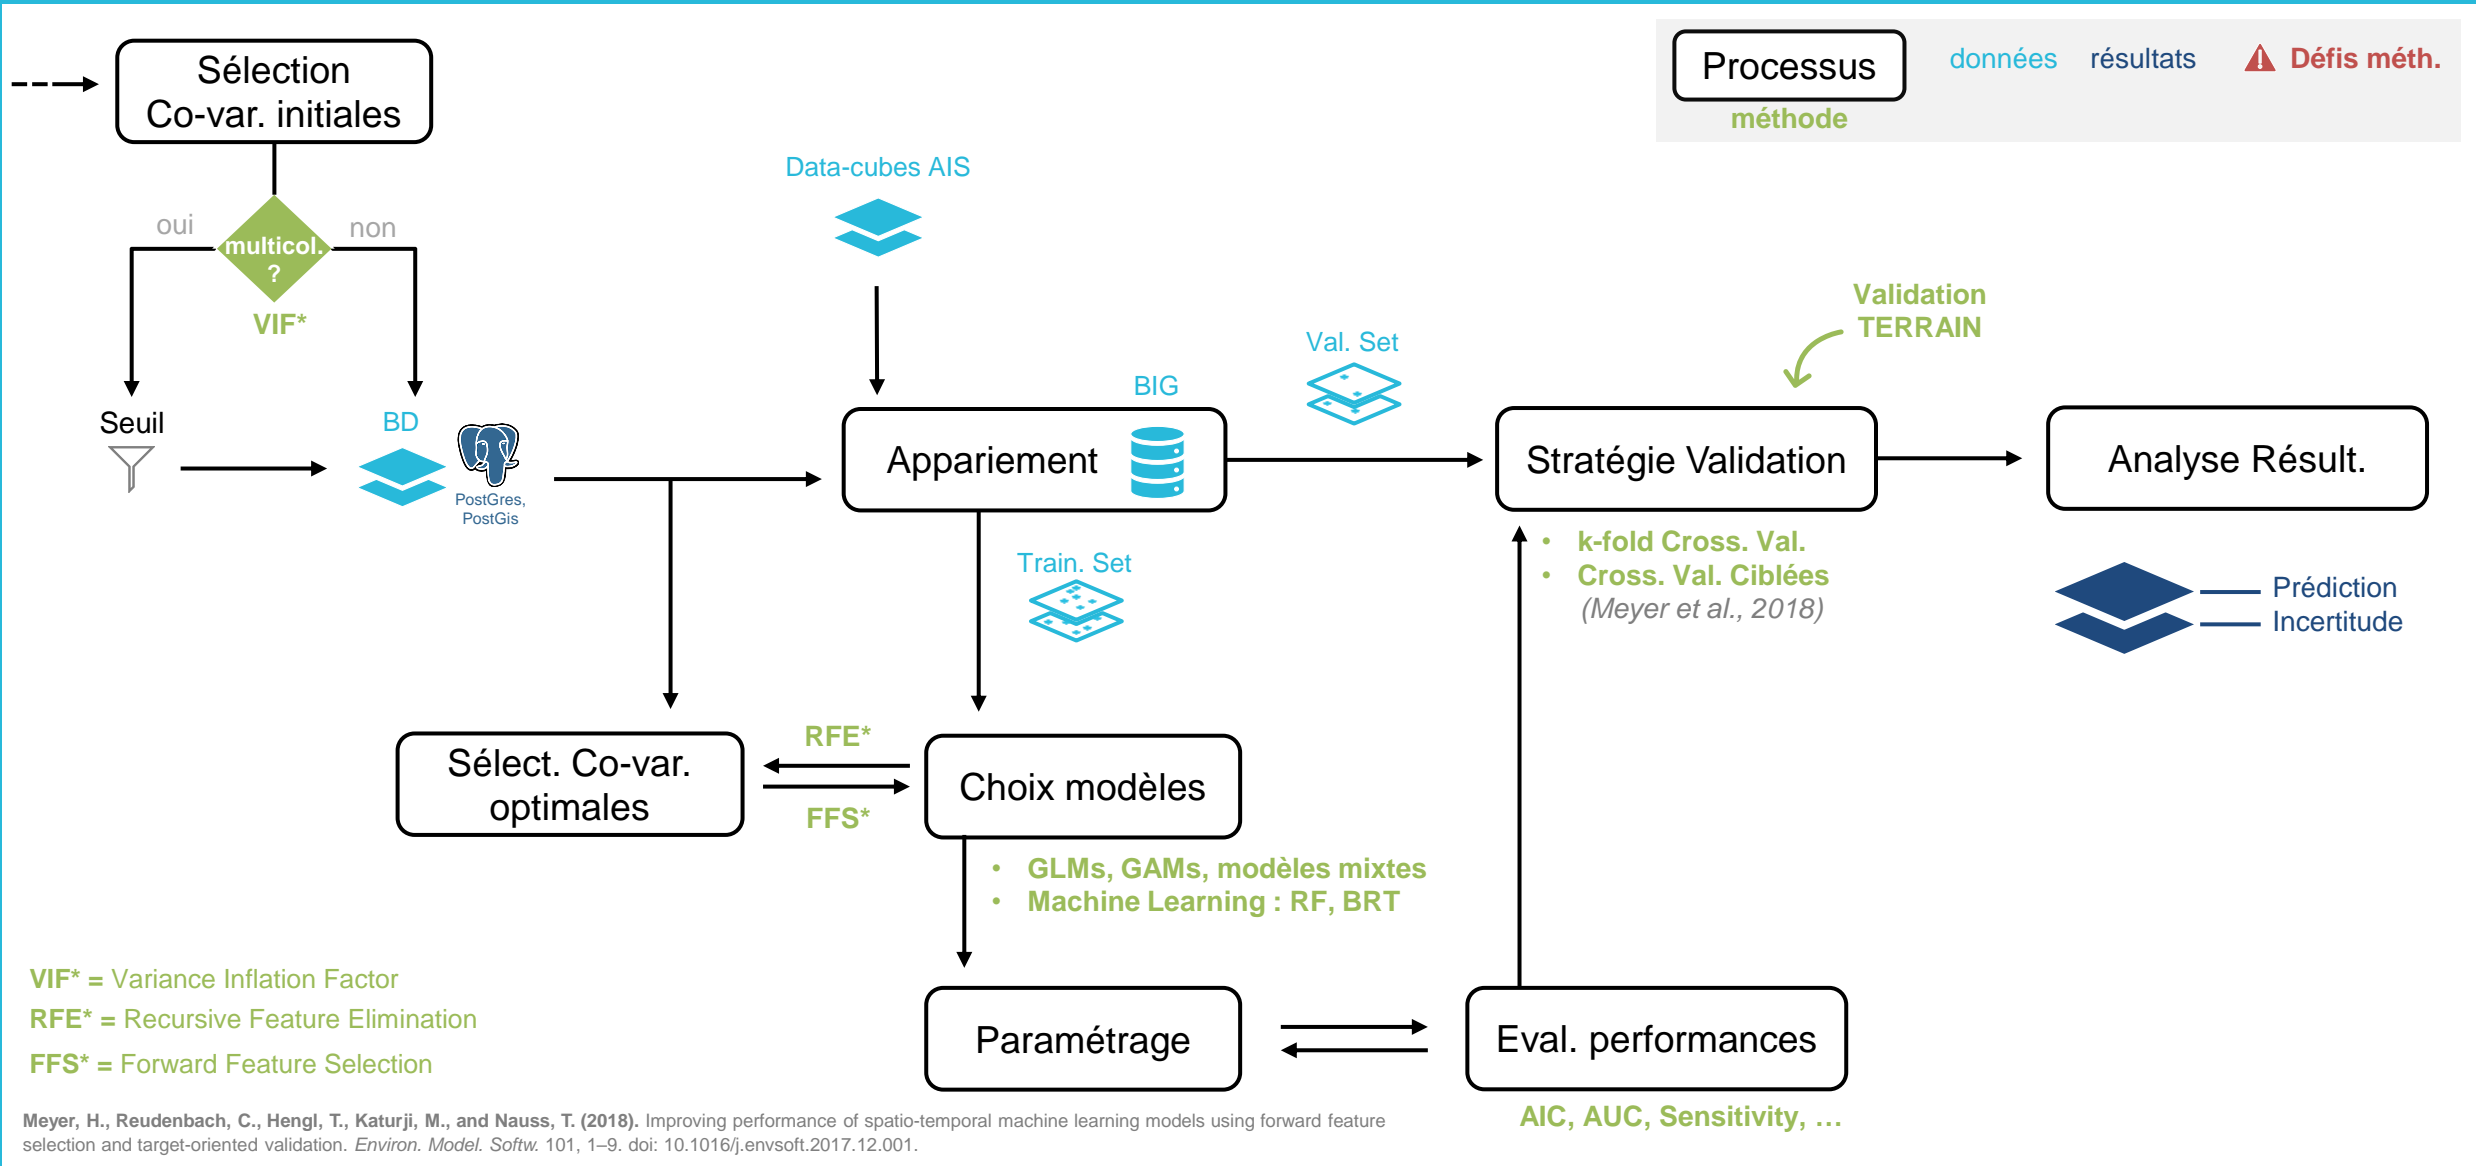 Sélection
Co-var. initiales
Processus
méthode
données
résultats
Défis méth.
oui
non
multicol.
?
VIF*
Data-cubes AIS
Seuil
BD
PostGres,
PostGis
BIG
Appariement
Val. Set
Validation
TERRAIN
Stratégie Validation
Analyse Résult.
• k-fold Cross. Val.
• Cross. Val. Ciblées
(Meyer et al., 2018)
Prédiction
Incertitude
Train. Set
Sélect. Co-var.
optimales
RFE*
FFS*
Choix modèles
• GLMs, GAMs, modèles mixtes
• Machine Learning : RF, BRT
Paramétrage
Eval. performances
AIC, AUC, Sensitivity, …
VIF* = Variance Inflation Factor
RFE* = Recursive Feature Elimination
FFS* = Forward Feature Selection
Meyer, H., Reudenbach, C., Hengl, T., Katurji, M., and Nauss, T. (2018). Improving performance of spatio-temporal machine learning models using forward feature
selection and target-oriented validation. Environ. Model. Softw. 101, 1–9. doi: 10.1016/j.envsoft.2017.12.001.